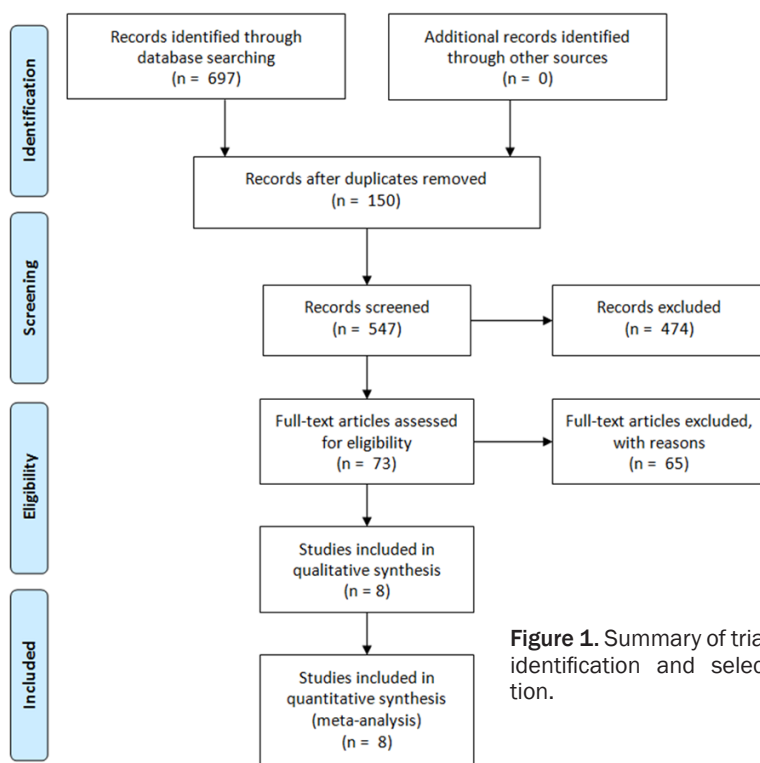 Identification
Records identified through
database searching
(n = 697)
Additional records identified
through other sources
(n = 0)
Records after duplicates removed
(n = 150)
Screening
Records screened
(n = 547)
Records excluded
(n = 474)
Eligibility
Full-text articles assessed
for eligibility
(n = 73)
Full-text articles excluded,
with reasons
(n = 65)
Studies included in
qualitative synthesis
(n = 8)
Included
Studies included in
quantitative synthesis
(meta-analysis)
(n = 8)
Figure 1. Summary of tria
identification and selec-
tion.